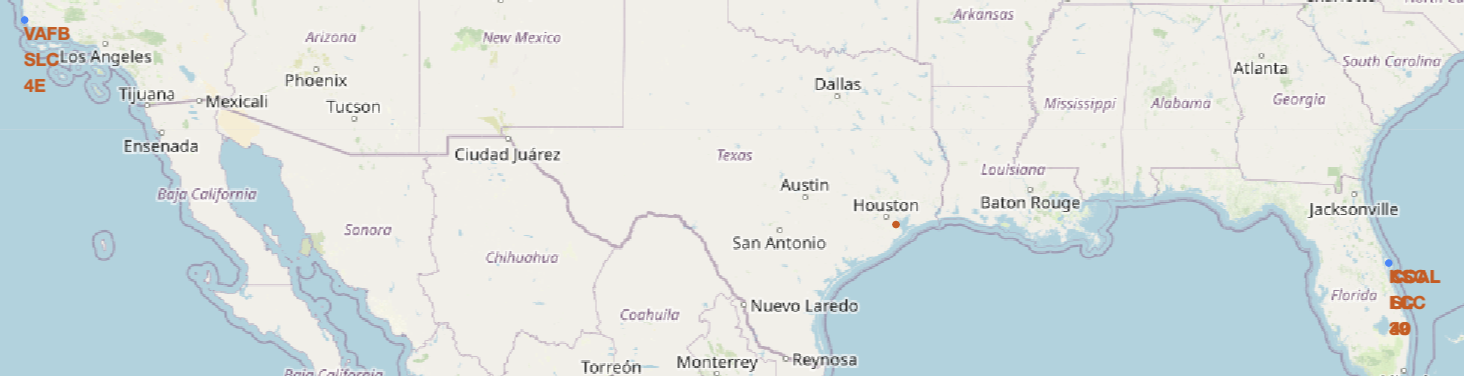 Arkansas
VAFB
SLC
4E
Los Angeles
Arizona
New Mexico
Phoenix
Dallas
Atlanta
South Carolina
Tijuana
Mexicali
Tucson
Mississippi
Alabama
Georgia
Ensenada
Ciudad Juárez
Texas
Louisiana
Austin
Baja California
Houston
Baton Rouge
Jacksonville
Sonora
San Antonio
Chihuahua
Florida
Nuevo Laredo
Coahuila
Torreón
Monterrey
Reynosa
Baja California